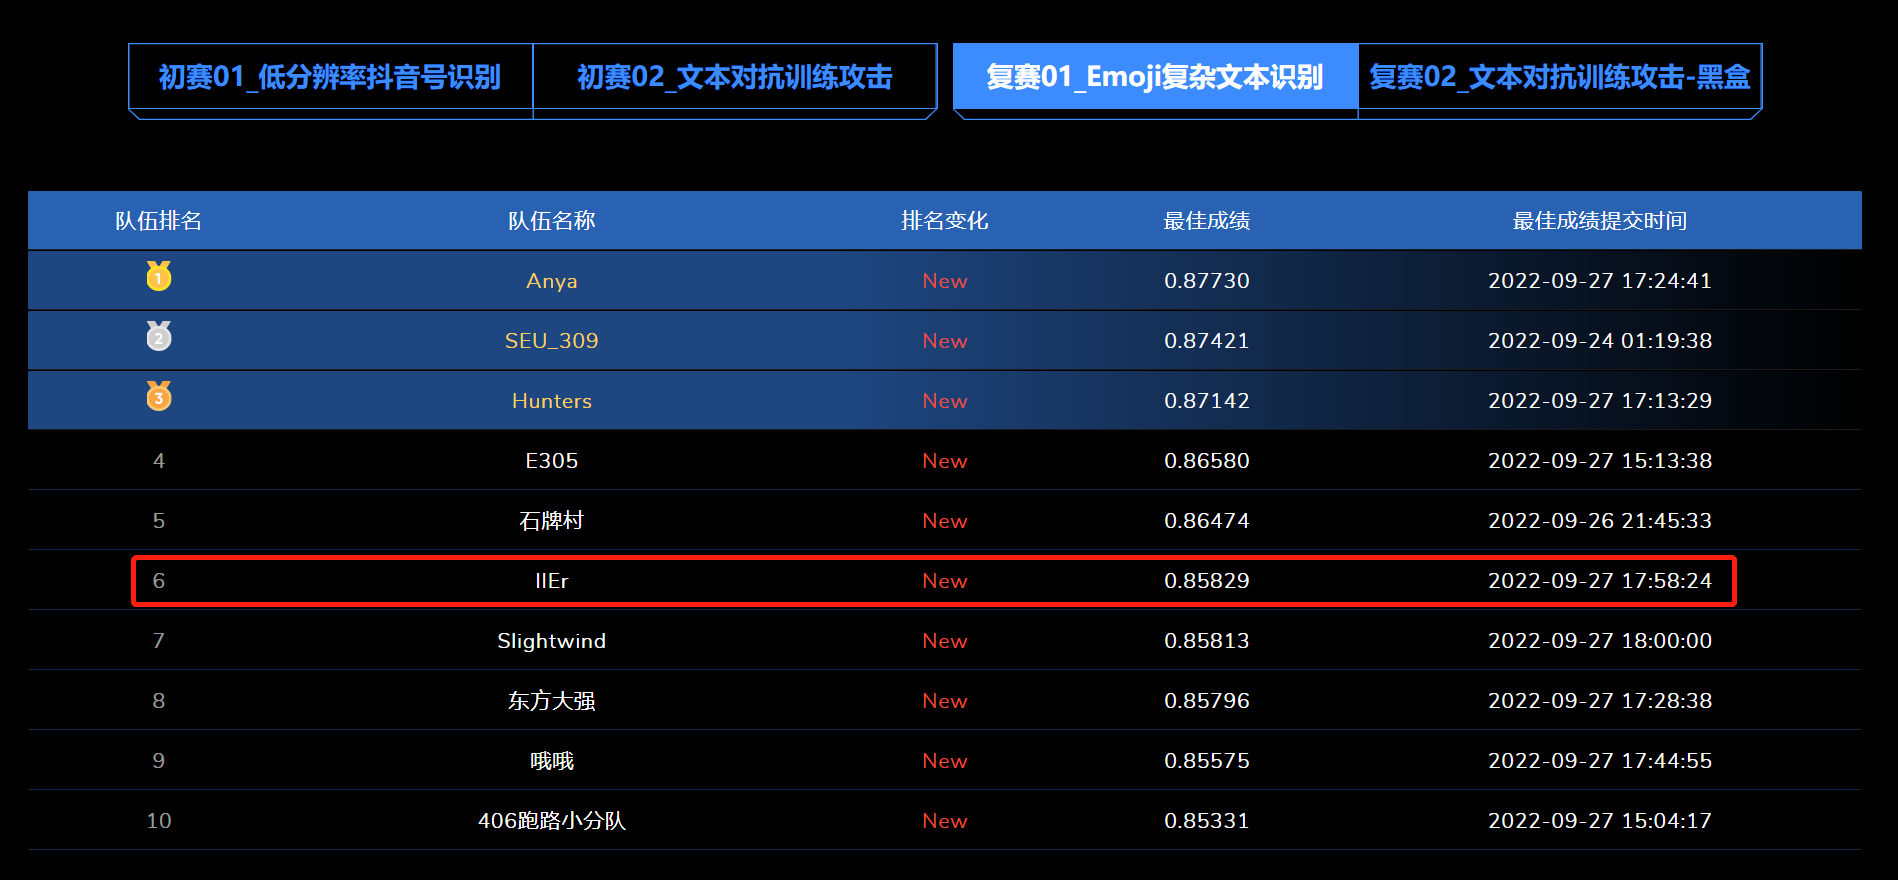 初赛01_低分辨率抖音号识别 初赛02_文本对抗训练攻击 复赛01_Emoji复杂文本识别 复赛02_文本对抗训练攻击-黑盒
队伍排名 队伍名称 排名变化 最佳成绩 最佳成绩提交时间
1 Anya New 0.87730 2022-09-27 17:24:41
2 SEU_309 New 0.87421 2022-09-24 01:19:38
3 Hunters New 0.87142 2022-09-27 17:13:29
4 E305 New 0.86580 2022-09-27 15:13:38
5 石牌村 New 0.86474 2022-09-26 21:45:33
6 IIEr New 0.85829 2022-09-27 17:58:24
7 Slightwind New 0.85813 2022-09-27 18:00:00
8 东方大强 New 0.85796 2022-09-27 17:28:38
9 哦哦 New 0.85575 2022-09-27 17:44:55
10 406跑路小分队 New 0.85331 2022-09-27 15:04:17